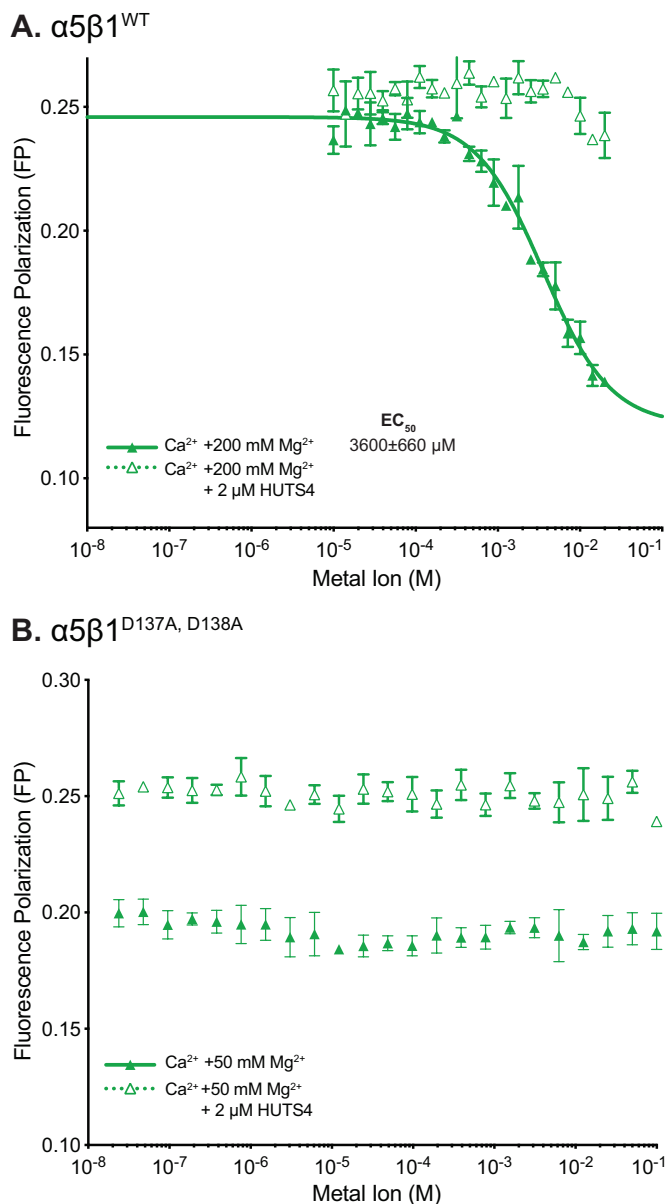 A. α5β1ᵂᵀ
Fluorescence Polarization (FP)
0.25
0.20
0.15
0.10
Ca²⁺ +200 mM Mg²⁺
Ca²⁺ +200 mM Mg²⁺
+ 2 μM HUTS4
EC₅₀
3600±660 μM
10⁻⁸ 10⁻⁷ 10⁻⁶ 10⁻⁵ 10⁻⁴ 10⁻³ 10⁻² 10⁻¹
Metal Ion (M)
B. α5β1 D137A, D138A
Fluorescence Polarization (FP)
0.30
0.25
0.20
0.15
0.10
Ca²⁺ +50 mM Mg²⁺
Ca²⁺ +50 mM Mg²⁺
+ 2 μM HUTS4
10⁻⁸ 10⁻⁷ 10⁻⁶ 10⁻⁵ 10⁻⁴ 10⁻³ 10⁻² 10⁻¹
Metal Ion (M)